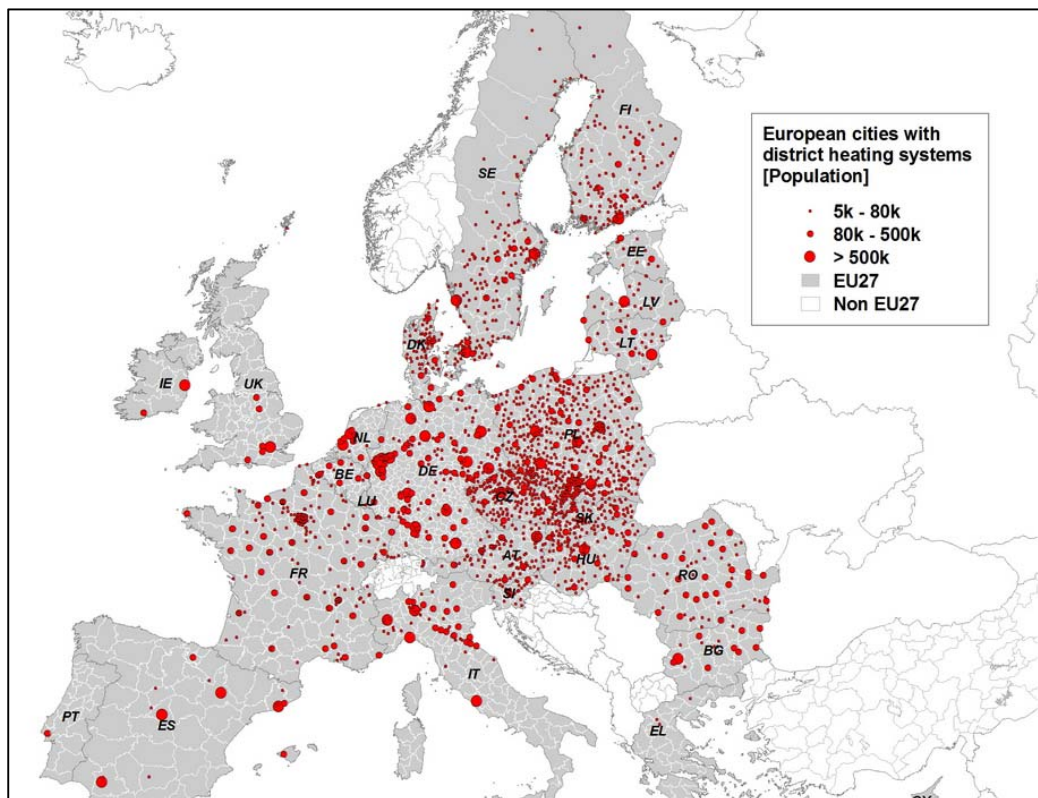 European cities with
district heating systems
[Population]
5k - 80k
80k - 500k
> 500k
EU27
Non EU27
FI
SE
EE
LV
LT
DK
IE
UK
NL
PL
BE
DE
LU
CZ
SK
AT
HU
FR
SI
RO
BG
IT
PT
ES
EL